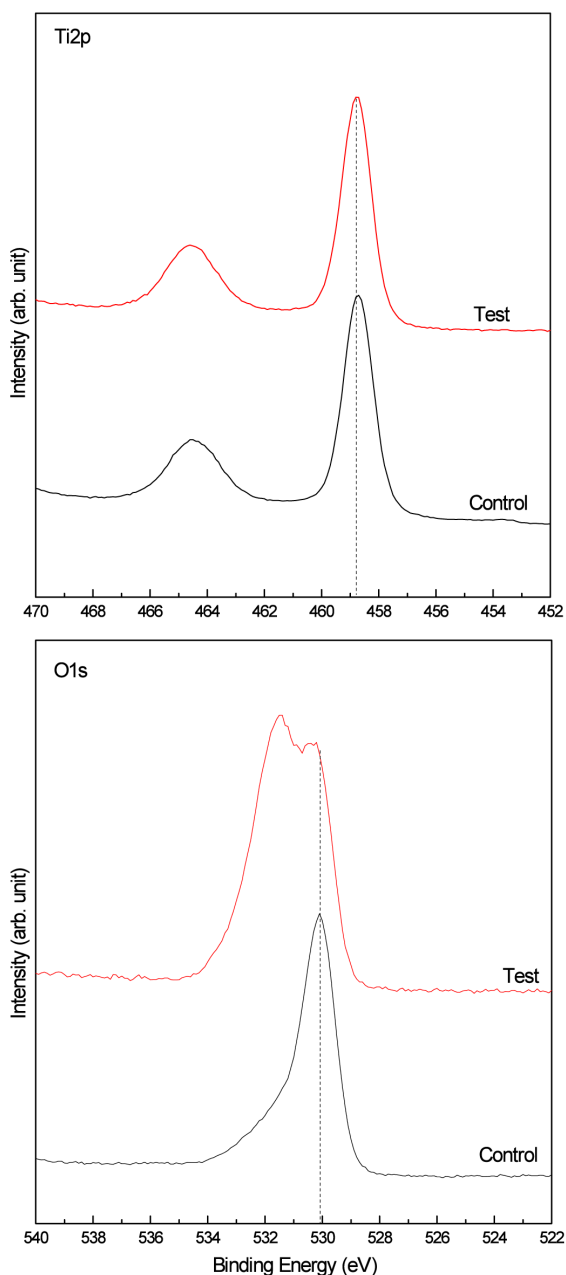 Ti2p
Intensity (arb. unit)
Test
Control
470 468 466 464 462 460 458 456 454 452
O1s
Intensity (arb. unit)
Test
Control
540 538 536 534 532 530 528 526 524 522
Binding Energy (eV)